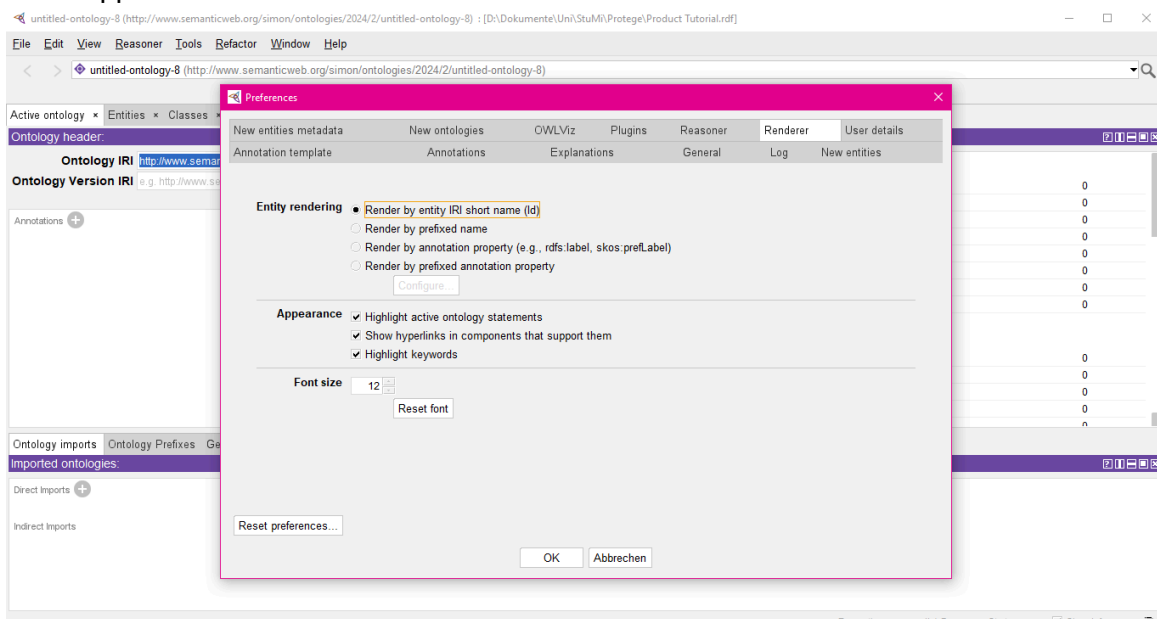 untitled-ontology-8 (http://www.semanticweb.org/simon/ontologies/2024/2/untitled-ontology-8) : [D:\Dokumente\Uni\StuMi\Protege\Product Tutorial.rdf]
File Edit View Reasoner Tools Refactor Window Help
untitled-ontology-8 (http://www.semanticweb.org/simon/ontologies/2024/2/untitled-ontology-8)
Preferences
Active ontology × Entities × Classes ×
New entities metadata New ontologies OWLViz Plugins Reasoner Renderer User details
Ontology header:
Annotation template Annotations Explanations General Log New entities
Ontology IRI http://www.seman
Ontology Version IRI e.g. http://www.se
0
0
Annotations
Entity rendering Render by entity IRI short name (Id)
0
Render by prefixed name
0
Render by annotation property (e.g., rdfs:label, skos:prefLabel)
0
Render by prefixed annotation property
0
Configure...
0
0
Appearance Highlight active ontology statements
Show hyperlinks in components that support them
Highlight keywords
0
0
Font size 12
0
Reset font
0
Ontology imports Ontology Prefixes Ge
Imported ontologies:
Direct Imports
Indirect Imports
Reset preferences...
OK Abbrechen